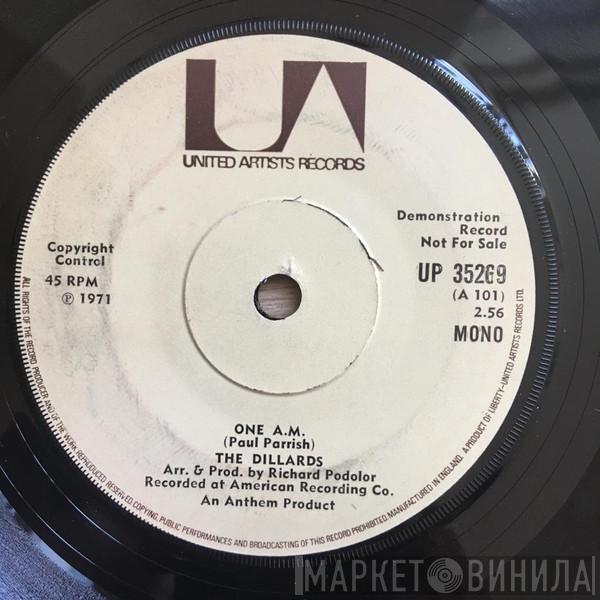 UA
UNITED ARTISTS RECORDS
Demonstration
Record
Not For Sale
Copyright
Control
45 RPM
℗ 1971
UP 35269
(A 101)
2.56
MONO
ONE A.M.
(Paul Parrish)
THE DILLARDS
Arr. & Prod. by Richard Podolor
Recorded at American Recording Co.
An Anthem Product
ALL RIGHTS OF THE RECORD PRODUCER AND OF THE OWNER OF THE WORK REPRODUCED RESERVED. COPYING, PUBLIC PERFORMANCES AND BROADCASTING OF THIS RECORD PROHIBITED. MANUFACTURED IN ENGLAND. A PRODUCT OF LIBERTY-UNITED ARTISTS RECORDS LTD.
МАРКЕТ ВИНИЛА